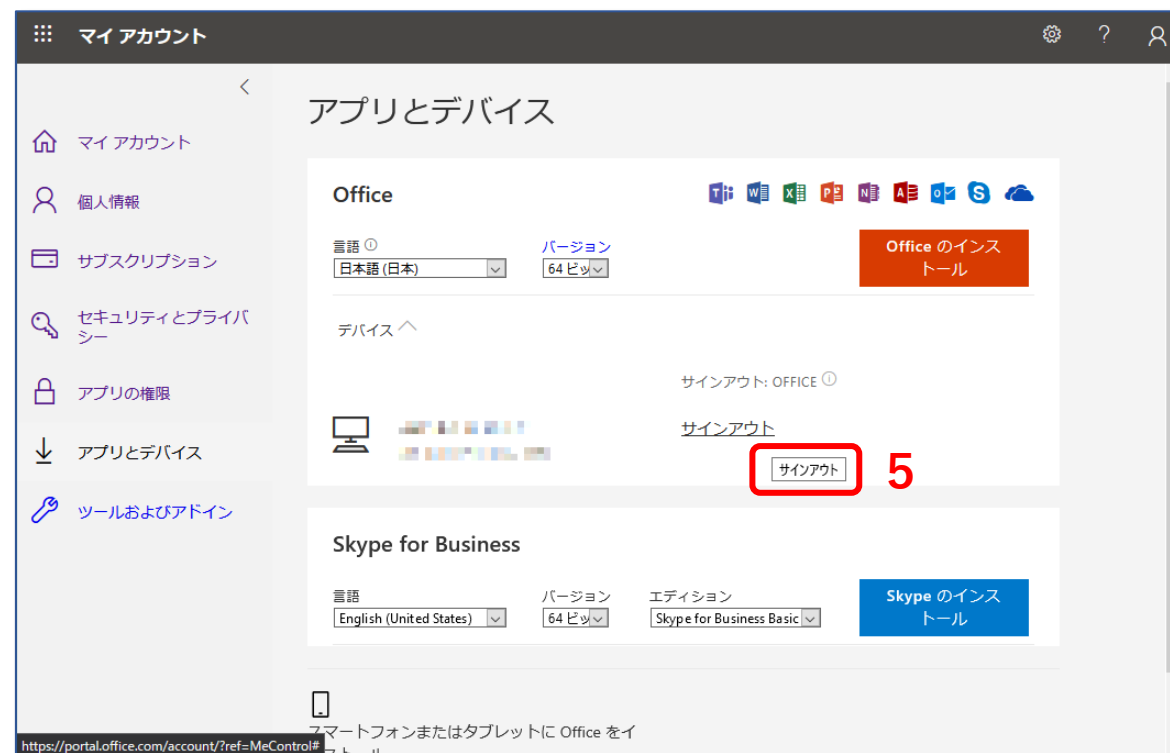 マイ アカウント
?
アプリとデバイス
マイ アカウント
個人情報
サブスクリプション
セキュリティとプライバ
シー
アプリの権限
アプリとデバイス
ツールおよびアドイン
Office
言語
バージョン
日本語 (日本)
64 ビッ
Office のインス
トール
デバイス
サインアウト: OFFICE
サインアウト
サインアウト
5
Skype for Business
言語
バージョン
エディション
English (United States)
64 ビッ
Skype for Business Basic
Skype のインス
トール
スマートフォンまたはタブレットに Office をイ
https://portal.office.com/account/?ref=MeControl#